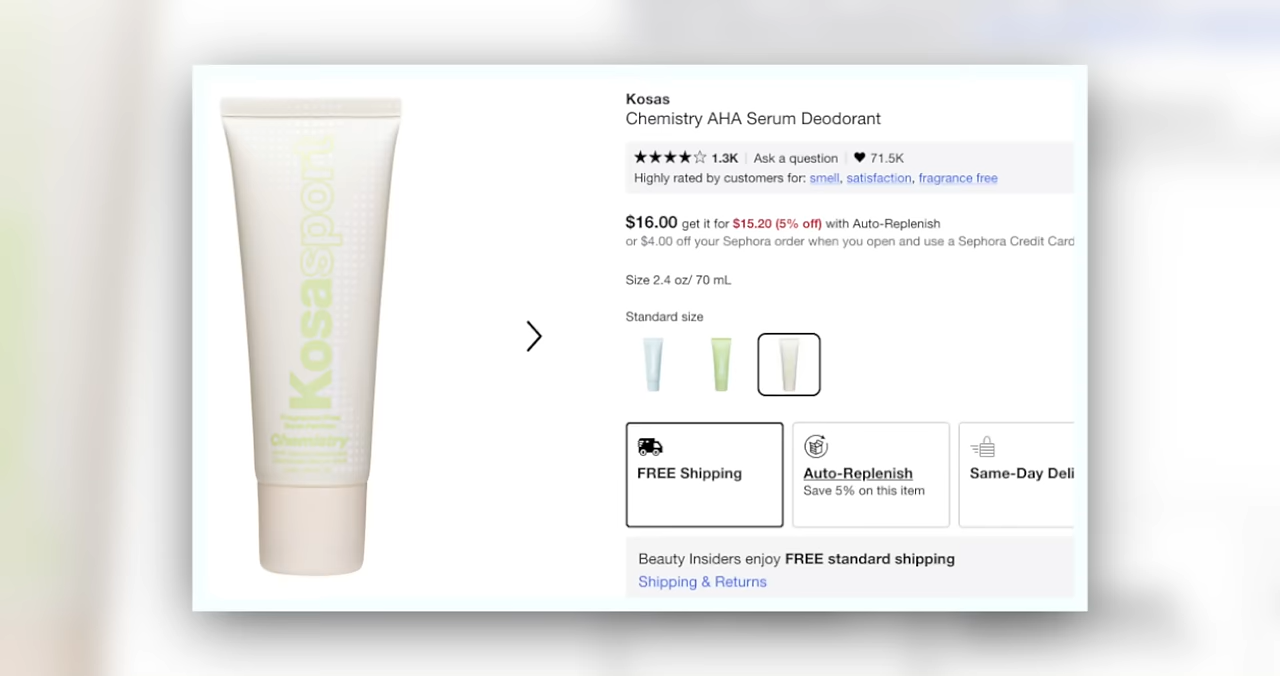 Kosasport
Chemistry
Kosas
Chemistry AHA Serum Deodorant
1.3K Ask a question 71.5K
Highly rated by customers for: smell, satisfaction, fragrance free
$16.00 get it for $15.20 (5% off) with Auto-Replenish
or $4.00 off your Sephora order when you open and use a Sephora Credit Card
Size 2.4 oz/ 70 mL
Standard size
FREE Shipping
Auto-Replenish
Save 5% on this item
Same-Day Deli
Beauty Insiders enjoy FREE standard shipping
Shipping & Returns